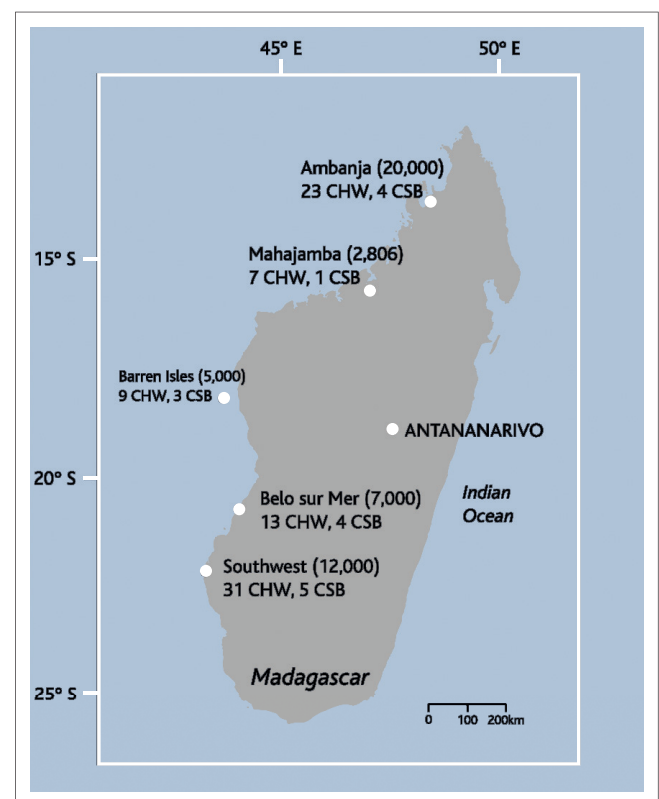 45° E
50° E
Ambanja (20,000)
23 CHW, 4 CSB
15° S
Mahajamba (2,806)
7 CHW, 1 CSB
Barren Isles (5,000)
9 CHW, 3 CSB
ANTANANARIVO
20° S
Belo sur Mer (7,000)
13 CHW, 4 CSB
Indian
Ocean
Southwest (12,000)
31 CHW, 5 CSB
Madagascar
25° S
0 100 200km